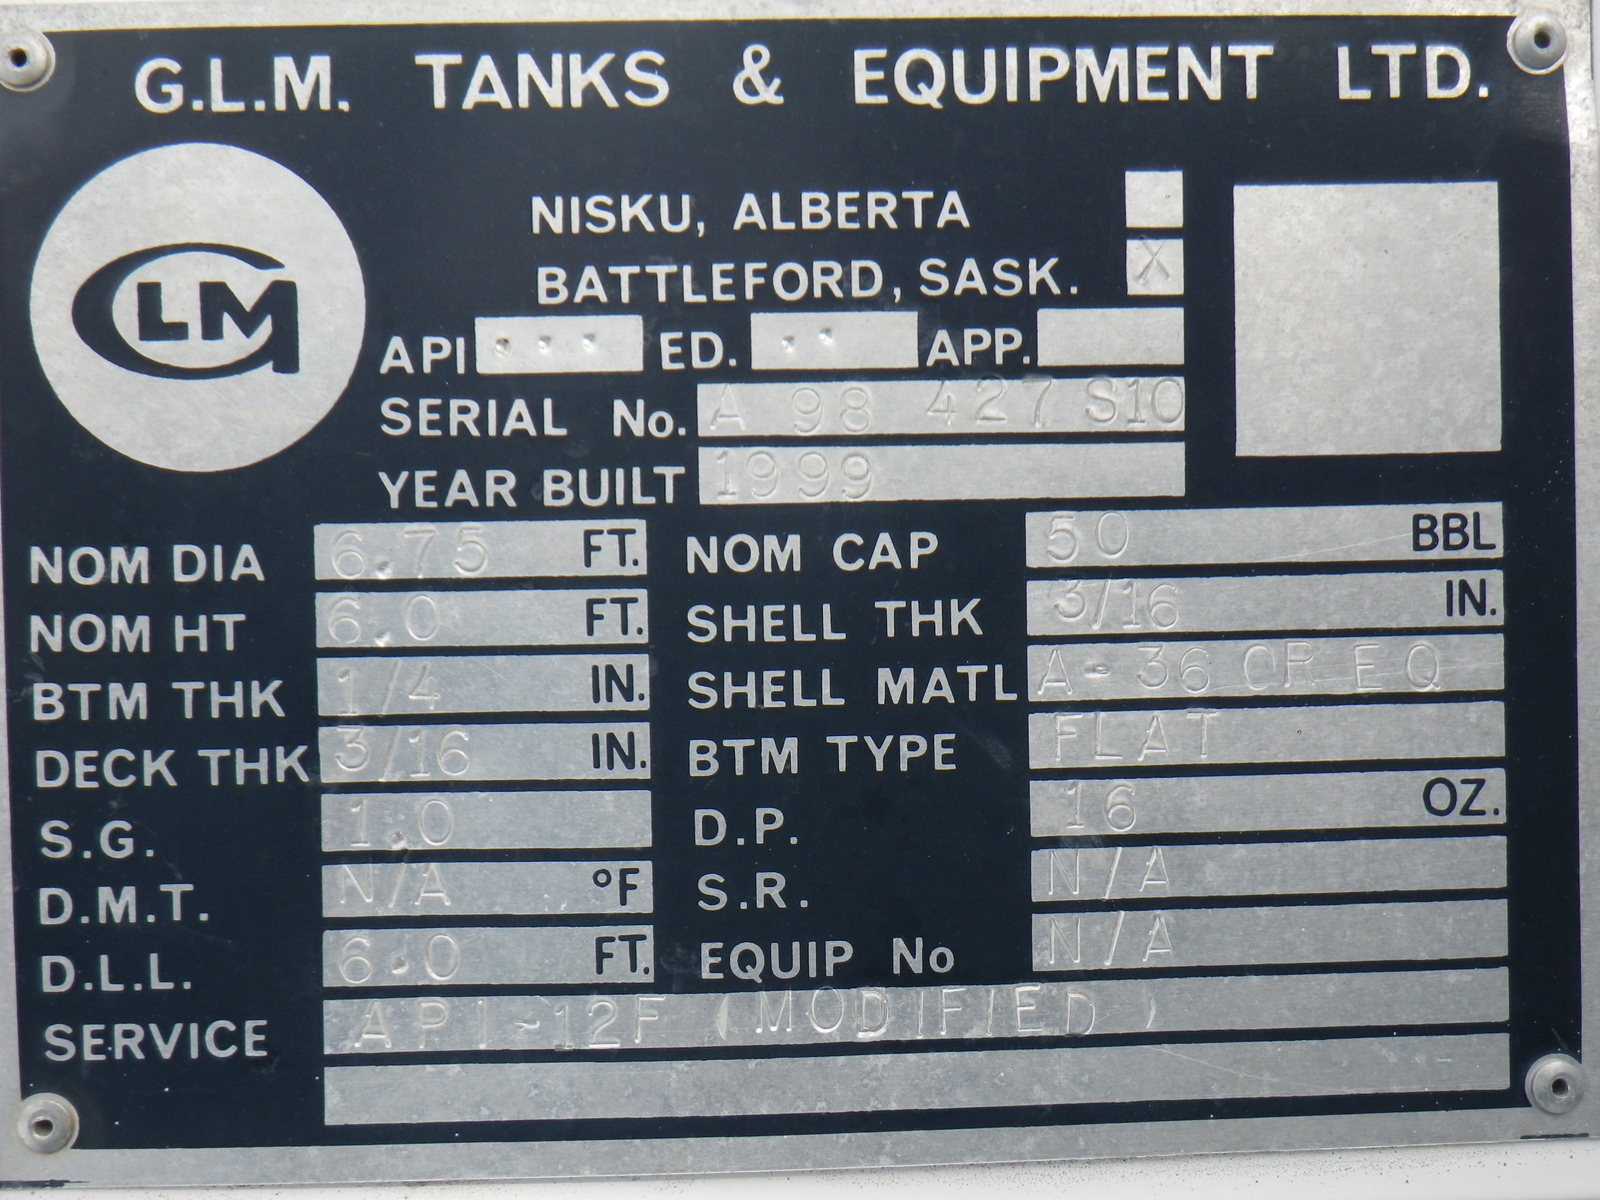 G.L.M. TANKS & EQUIPMENT LTD.
GLM
NISKU, ALBERTA
BATTLEFORD, SASK. X
API ... ED. .. APP.
SERIAL No. A 98 427 S10
YEAR BUILT 1999
NOM DIA 6.75 FT. NOM CAP 50 BBL
NOM HT 6.0 FT. SHELL THK 3/16 IN.
BTM THK 1/4 IN. SHELL MATL A-36 OR EQ
DECK THK 3/16 IN. BTM TYPE FLAT
S.G. 1.0 D.P. 16 OZ.
D.M.T. N/A °F S.R. N/A
D.L.L. 6.0 FT. EQUIP No N/A
SERVICE API-12F (MODIFIED)